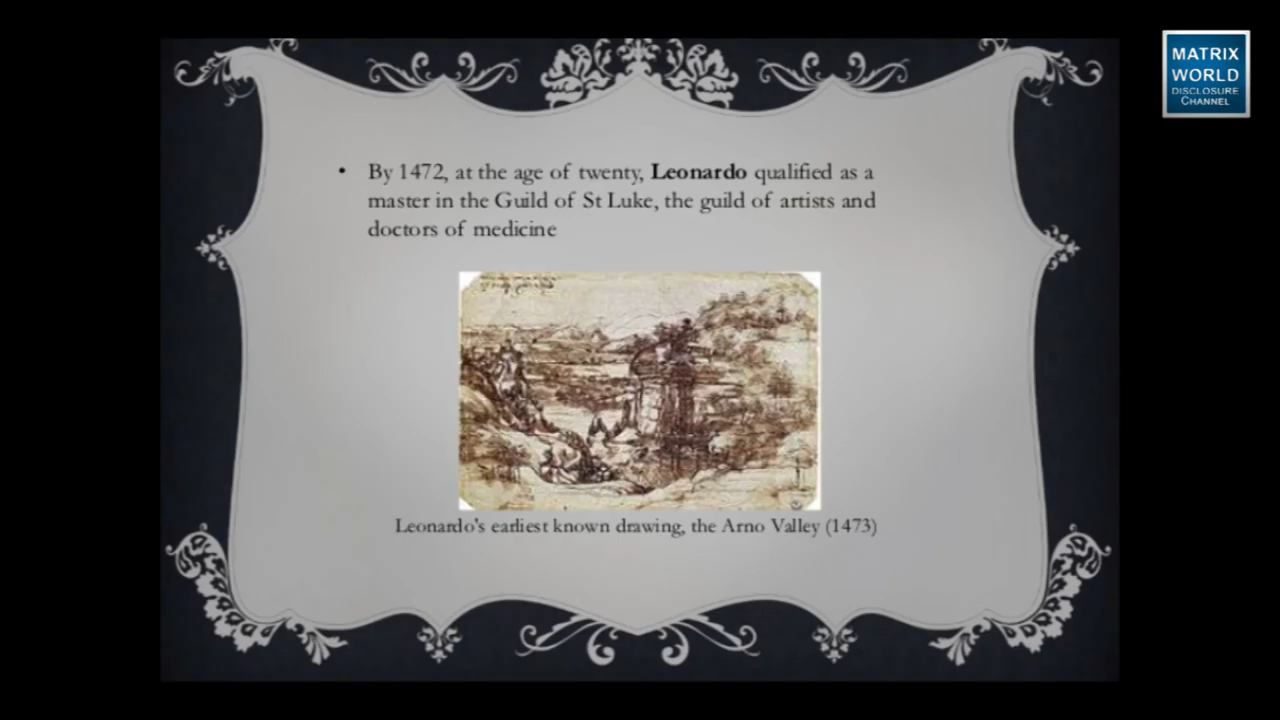 MATRIX
WORLD
DISCLOSURE
CHANNEL
• By 1472, at the age of twenty, Leonardo qualified as a
master in the Guild of St Luke, the guild of artists and
doctors of medicine
Leonardo's earliest known drawing, the Arno Valley (1473)